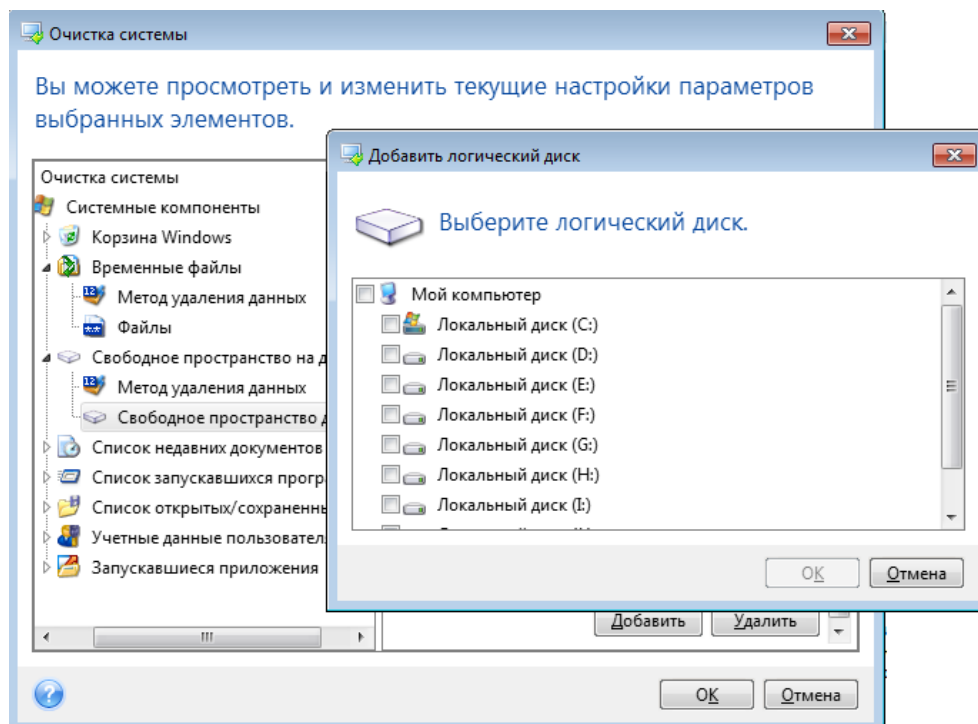 Очистка системы
Вы можете просмотреть и изменить текущие настройки параметров
выбранных элементов.
Очистка системы
Системные компоненты
Корзина Windows
Временные файлы
Метод удаления данных
Файлы
Свободное пространство на д
Метод удаления данных
Свободное пространство д
Список недавних документов
Список запускавшихся прогр
Список открытых/сохраненнь
Учетные данные пользовател
Запускавшиеся приложения
Добавить логический диск
Выберите логический диск.
Мой компьютер
Локальный диск (C:)
Локальный диск (D:)
Локальный диск (E:)
Локальный диск (F:)
Локальный диск (G:)
Локальный диск (H:)
Локальный диск (I:)
OK Отмена
Добавить Удалить
OK Отмена